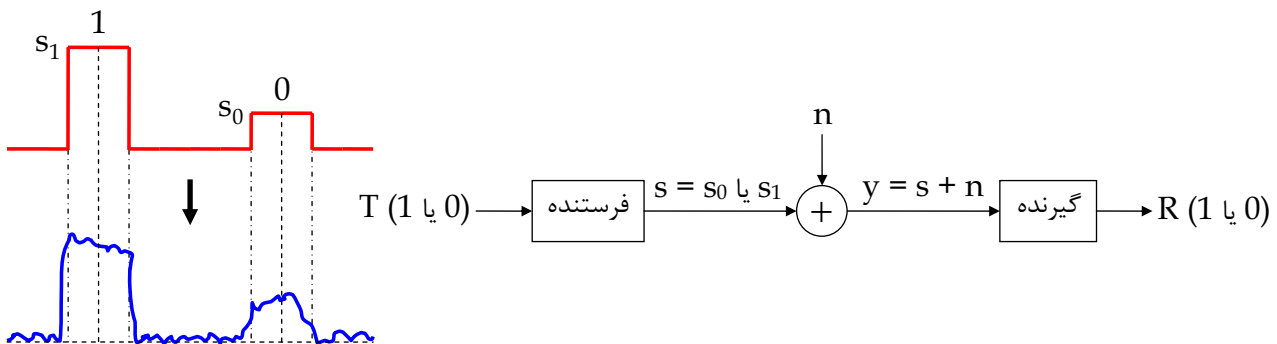 1
s₁
0
s₀
n
T (1 یا 0)
فرستنده
s = s₀ یا s₁
+
y = s + n
گیرنده
R (1 یا 0)